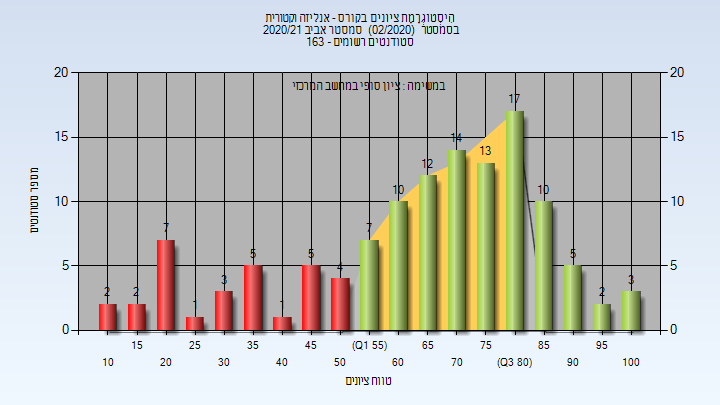 היסטוגרמת ציונים בקורס - אנליזה וקטורית
בסמסטר (02/2020) סמסטר אביב 2020/21
סטודנטים רשומים - 163
במשימה : ציון סופי במחשב המרכזי
מספר סטודנטים
20 15 10 5 0
20 15 10 5 0
2 2 7 1 3 5 1 5 4 7 10 12 14 13 17 10 5 2 3
15 25 35 45 (Q1 55) 65 75 85 95
10 20 30 40 50 60 70 (Q3 80) 90 100
טווח ציונים